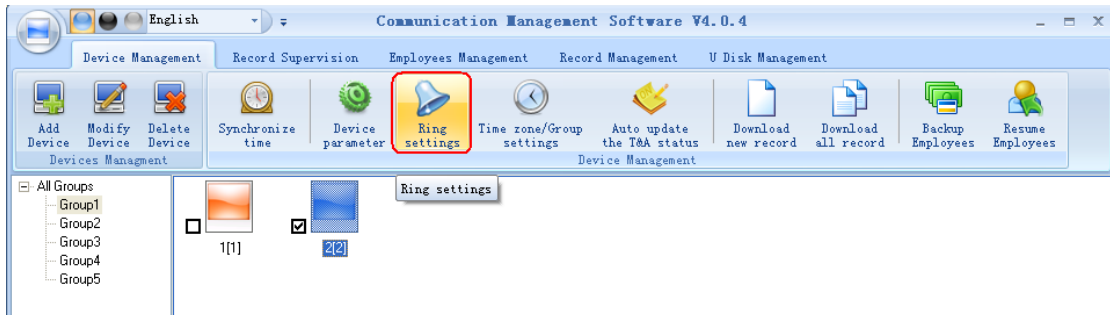 English
Communication Management Software V4.0.4
Device Management Record Supervision Employees Management Record Management U Disk Management
Add Device
Modify Device
Delete Device
Synchronize time
Device parameter
Ring settings
Time zone/Group settings
Auto update the T&A status
Download new record
Download all record
Backup Employees
Resume Employees
Devices Managment
Device Management
Ring settings
All Groups
Group1
Group2
Group3
Group4
Group5
1[1]
2[2]